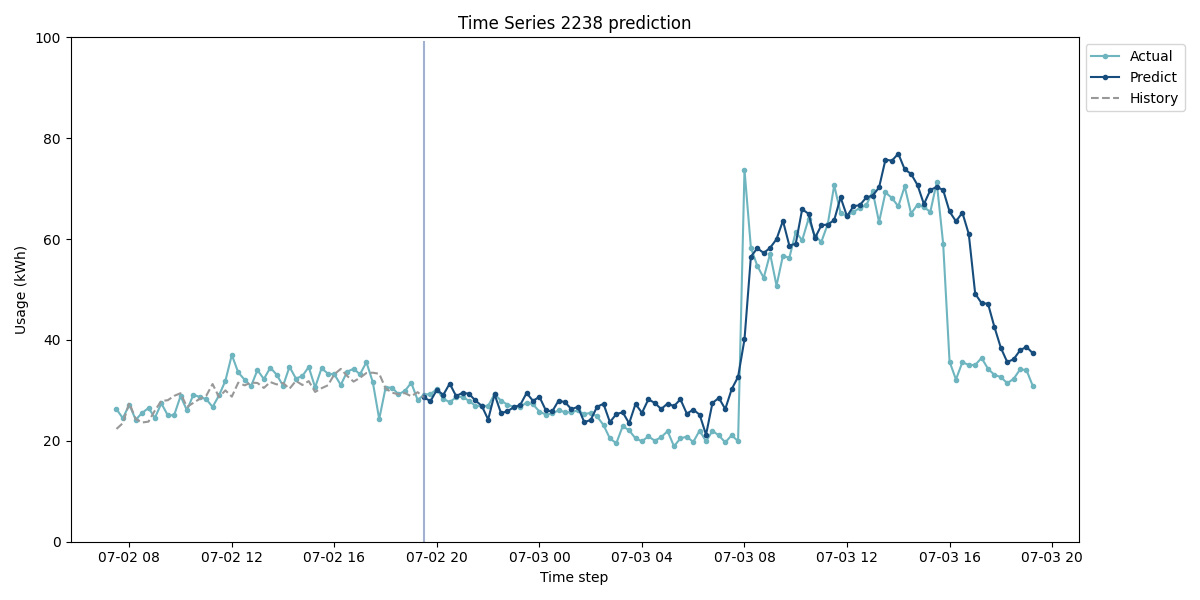 Time Series 2238 prediction
100
80
60
40
20
0
Usage (kWh)
07-02 08
07-02 12
07-02 16
07-02 20
07-03 00
07-03 04
07-03 08
07-03 12
07-03 16
07-03 20
Time step
Actual
Predict
History